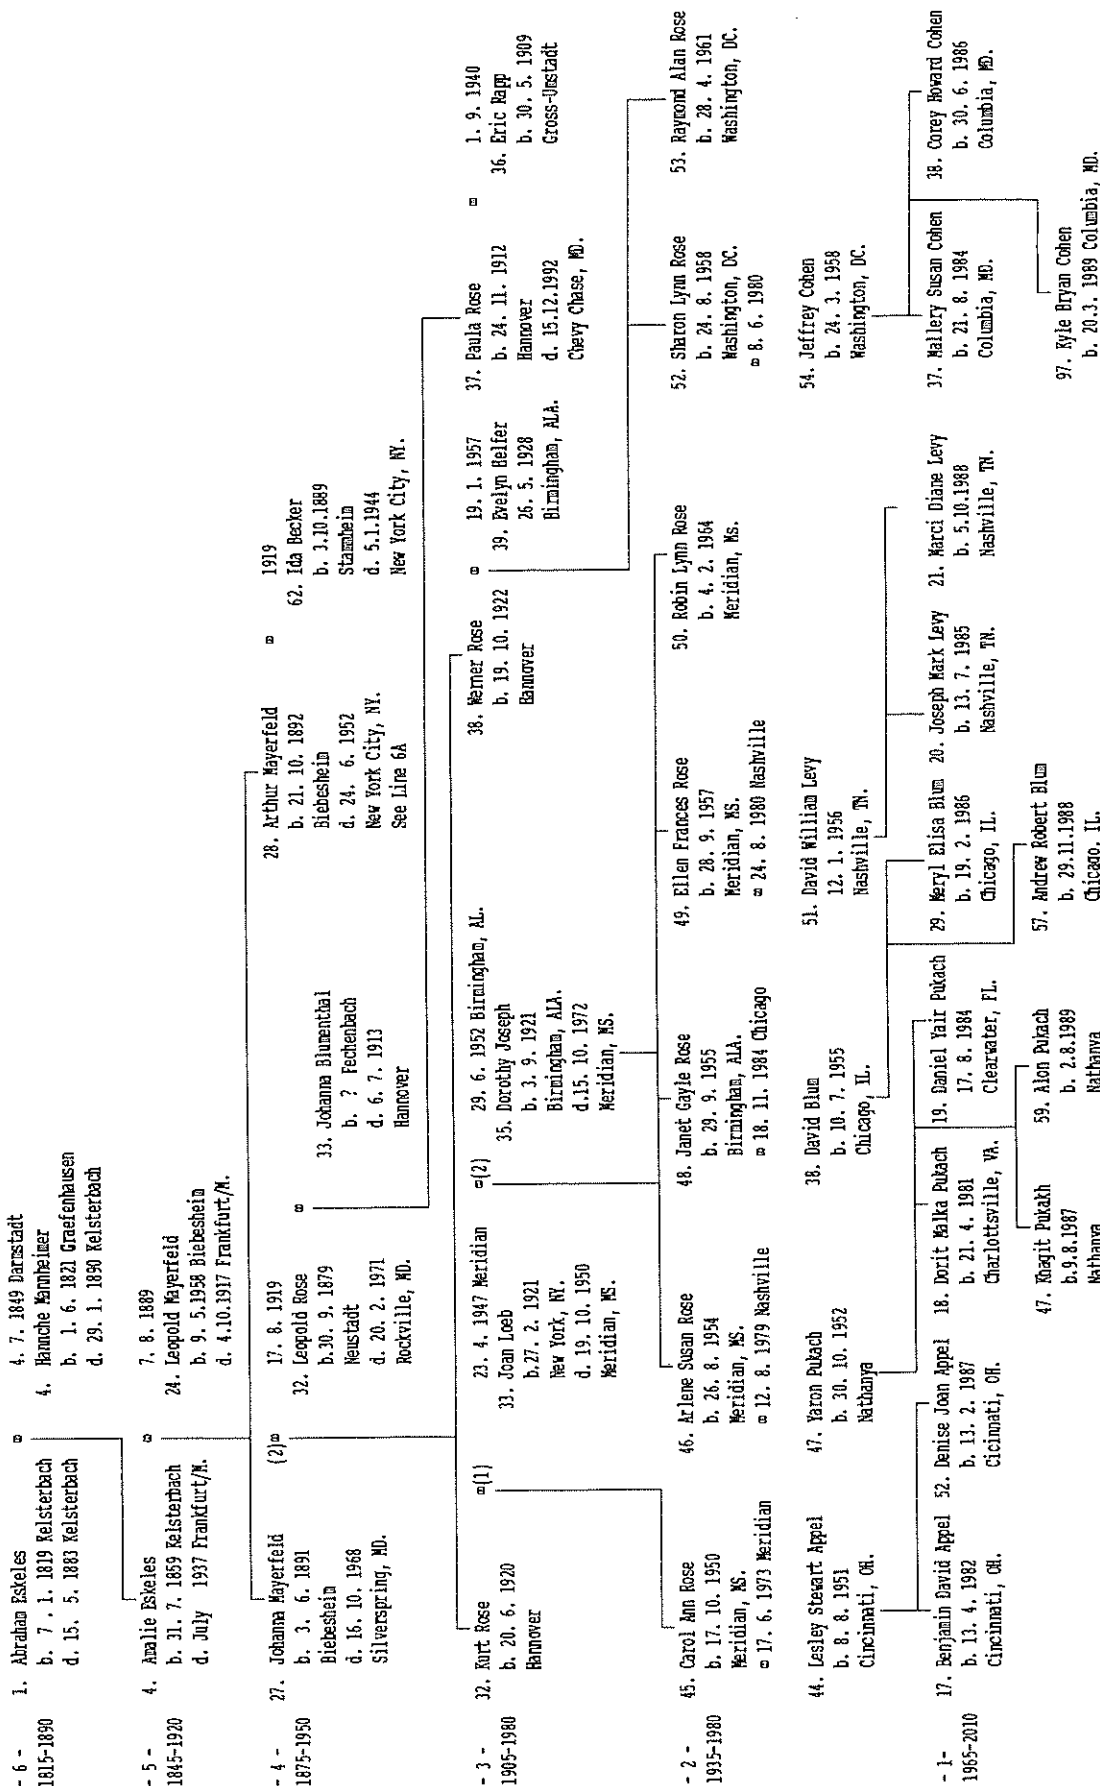 - 6 -
1815-1890
1. Abraham Eskeles
b. 7 . 1. 1819 Kelsterbach
d. 15. 5. 1883 Kelsterbach
ⱺ
4. 7. 1849 Darmstadt
4. Hannche Mannheimer
b. 1. 6. 1821 Graefenhausen
d. 29. 1. 1890 Kelsterbach
- 5 -
1845-1920
4. Amalie Eskeles
b. 31. 7. 1859 Kelsterbach
d. July 1937 Frankfurt/M.
ⱺ
7. 8. 1889
24. Leopold Mayerfeld
b. 9. 5.1958 Biebesheim
d. 4.10.1917 Frankfurt/M.
- 4 -
1875-1950
27. Johanna Mayerfeld
b. 3. 6. 1891
Biebesheim
d. 16. 10. 1968
Silverspring, MD.
(2)ⱺ
17. 8. 1919
32. Leopold Rose
b.30. 9. 1879
Neustadt
d. 20. 2. 1971
Rockville, MD.
ⱺ
33. Johanna Blumenthal
b. ? Fechenbach
d. 6. 7. 1913
Hannover
28. Arthur Mayerfeld
b. 21. 10. 1892
Biebesheim
d. 24. 6. 1952
New York City, NY.
See Line 6A
ⱺ
1919
62. Ida Becker
b. 3.10.1889
Stammheim
d. 5.1.1944
New York City, NY.
- 3 -
1905-1980
32. Kurt Rose
b. 20. 6. 1920
Hannover
ⱺ(1)
23. 4. 1947 Meridian
33. Joan Loeb
b.27. 2. 1921
New York, NY.
d. 19. 10. 1950
Meridian, MS.
ⱺ(2)
29. 6. 1952 Birmingham, AL.
35. Dorothy Joseph
b. 3. 9. 1921
Birmingham, ALA.
d.15. 10. 1972
Meridian, MS.
38. Werner Rose
b. 19. 10. 1922
Hannover
ⱺ
19. 1. 1957
39. Evelyn Helfer
26. 5. 1928
Birmingham, ALA.
37. Paula Rose
b. 24. 11. 1912
Hannover
d. 15.12.1992
Chevy Chase, MD.
ⱺ
1. 9. 1940
36. Eric Rapp
b. 30. 5. 1909
Gross-Umstadt
- 2 -
1935-1980
45. Carol Ann Rose
b. 17. 10. 1950
Meridian, MS.
ⱺ 17. 6. 1973 Meridian
46. Arlene Susan Rose
b. 26. 8. 1954
Meridian, MS.
ⱺ 12. 8. 1979 Nashville
48. Janet Gayle Rose
b. 29. 9. 1955
Birmingham, ALA.
ⱺ 18. 11. 1984 Chicago
49. Ellen Frances Rose
b. 28. 9. 1957
Meridian, MS.
ⱺ 24. 8. 1980 Nashville
50. Robin Lynn Rose
b. 4. 2. 1964
Meridian, Ms.
52. Sharon Lynn Rose
b. 24. 8. 1958
Washington, DC.
ⱺ 8. 6. 1980
53. Raymond Alan Rose
b. 28. 4. 1961
Washington, DC.
44. Lesley Stewart Appel
b. 8. 8. 1951
Cincinnati, OH.
47. Yaron Pukach
b. 30. 10. 1952
Nathanya
38. David Blum
b. 10. 7. 1955
Chicago, IL.
51. David William Levy
12. 1. 1956
Nashville, TN.
54. Jeffrey Cohen
b. 24. 3. 1958
Washington, DC.
- 1-
1965-2010
17. Benjamin David Appel
b. 13. 4. 1982
Cincinnati, OH.
52. Denise Joan Appel
b. 13. 2. 1987
Cicinnati, OH.
18. Dorit Malka Pukach
b. 21. 4. 1981
Charlottsville, VA.
19. Daniel Yair Pukach
17. 8. 1984
Clearwater, FL.
29. Meryl Elisa Blum
b. 19. 2. 1986
Chicago, IL.
20. Joseph Mark Levy
b. 13. 7. 1985
Nashville, TN.
21. Marci Diane Levy
b. 5.10.1988
Nashville, TN.
37. Mallery Susan Cohen
b. 21. 8. 1984
Columbia, MD.
38. Corey Howard Cohen
b. 30. 6. 1986
Columbia, MD.
47. Khagit Pukakh
b.9.8.1987
Nathanya
59. Alon Pukach
b. 2.8.1989
Nathanya
57. Andrew Robert Blum
b. 29.11.1988
Chicago, IL.
97. Kyle Bryan Cohen
b. 20.3. 1989 Columbia, MD.